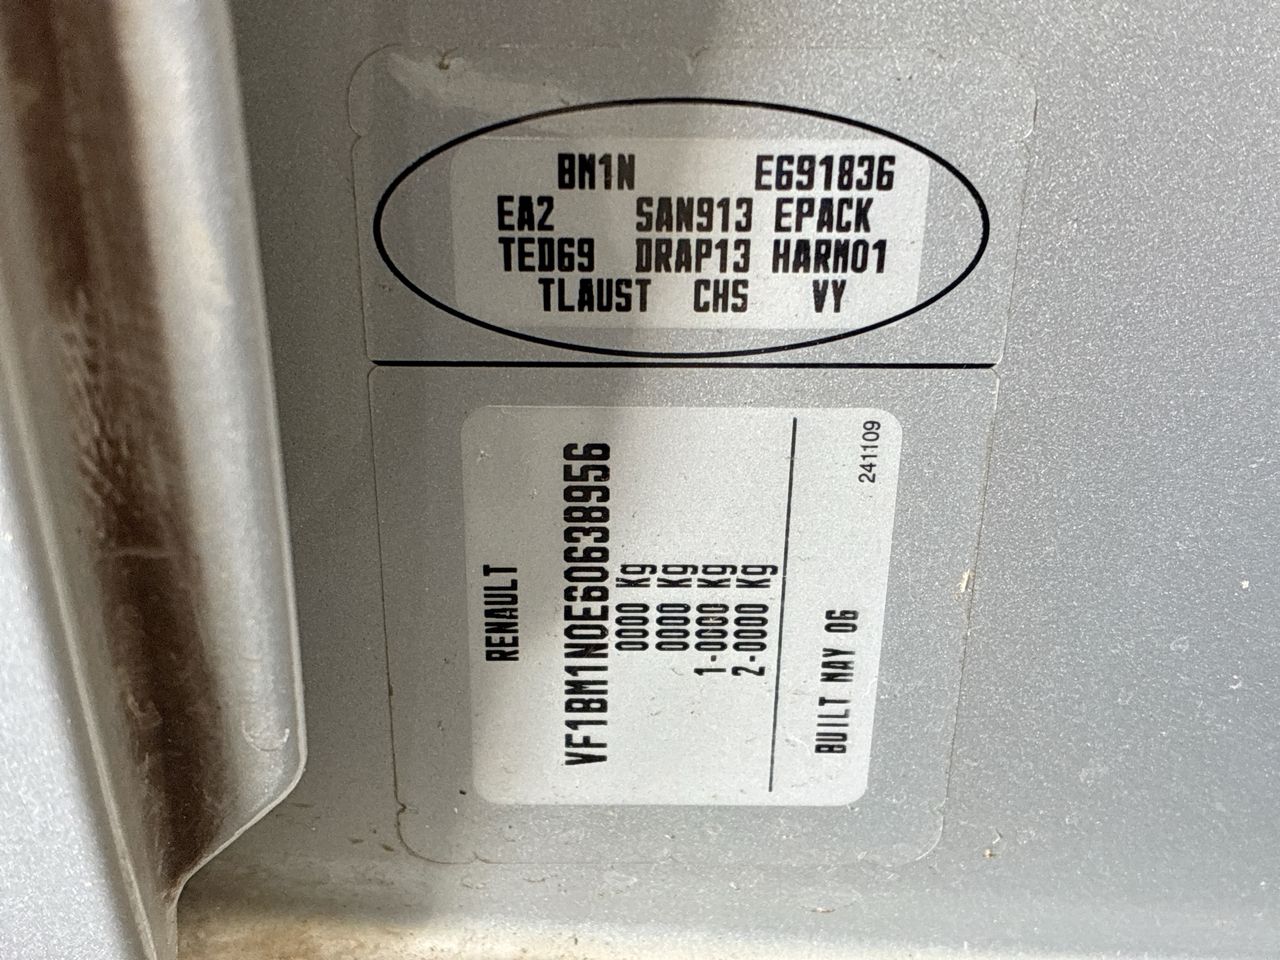 BM1N E691836
EA2 SAN913 EPACK
TED69 DRAP13 HARM01
TLAUST CHS VY
RENAULT
VF1BM1N0E60638956
0000 Kg
0000 Kg
1-0000 Kg
2-0000 Kg
BUILT MAY 06
241109